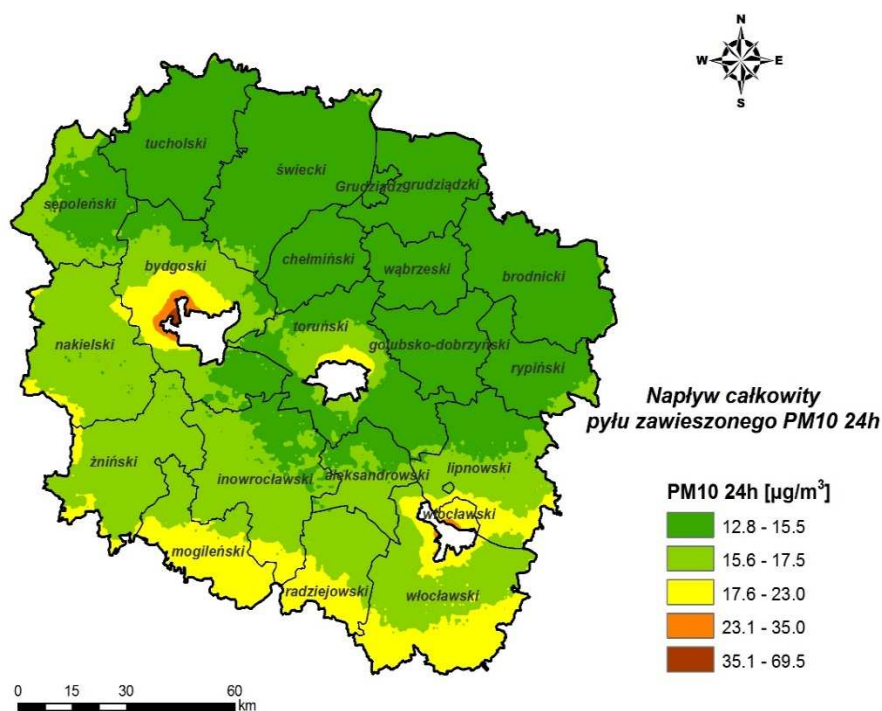 N
W E
S
tucholski
świecki
Grudziądz grudziądzki
sępoleński
bydgoski
chełmiński
wąbrzeski
brodnicki
toruński
nakielski
golubsko-dobrzyński
rypiński
Napływ całkowity
pyłu zawieszonego PM10 24h
żniński
inowrocławski
aleksandrowski
lipnowski
włocławski
mogileński
radziejowski
włocławski
PM10 24h [µg/m³]
12.8 - 15.5
15.6 - 17.5
17.6 - 23.0
23.1 - 35.0
35.1 - 69.5
0 15 30 60
km